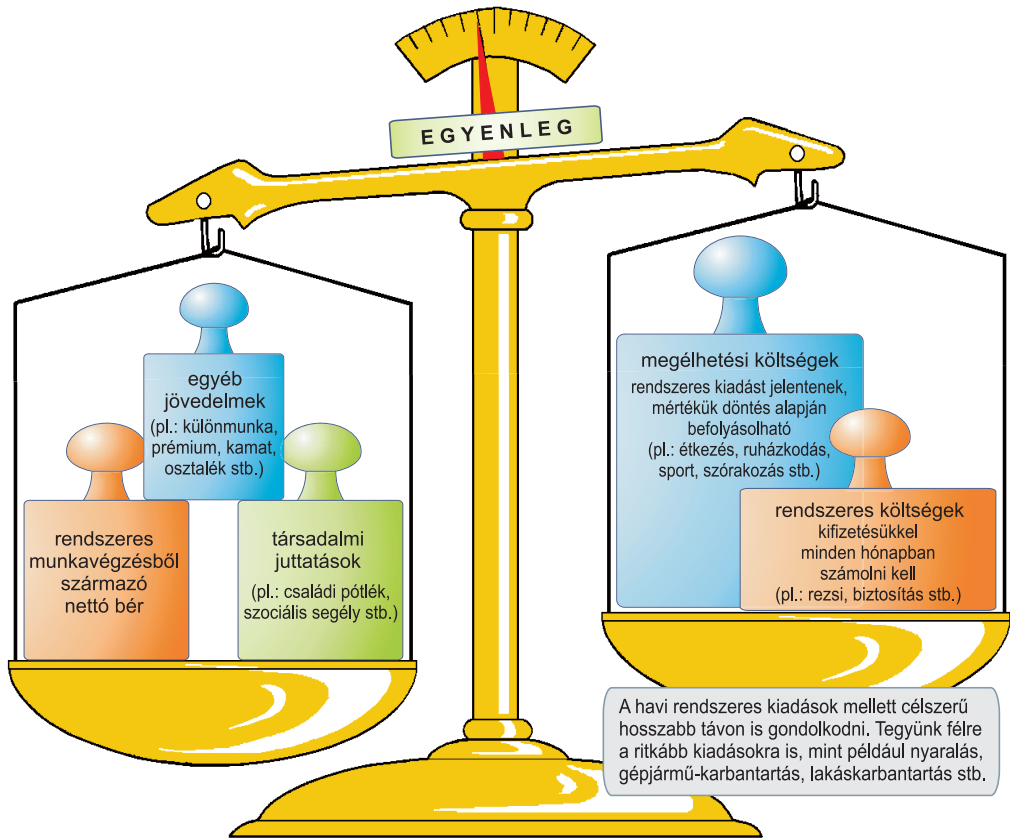 EGYENLEG
egyéb
jövedelmek
(pl.: különmunka,
prémium, kamat,
osztalék stb.)
rendszeres
munkavégzésből
származó
nettó bér
társadalmi
juttatások
(pl.: családi pótlék,
szociális segély stb.)
megélhetési költségek
rendszeres kiadást jelentenek,
mértékük döntés alapján
befolyásolható
(pl.: étkezés, ruházkodás,
sport, szórakozás stb.)
rendszeres költségek
kifizetésükkel
minden hónapban
számolni kell
(pl.: rezsi, biztosítás stb.)
A havi rendszeres kiadások mellett célszerű
hosszabb távon is gondolkodni. Tegyünk félre
a ritkább kiadásokra is, mint például nyaralás,
gépjármű-karbantartás, lakáskarbantartás stb.